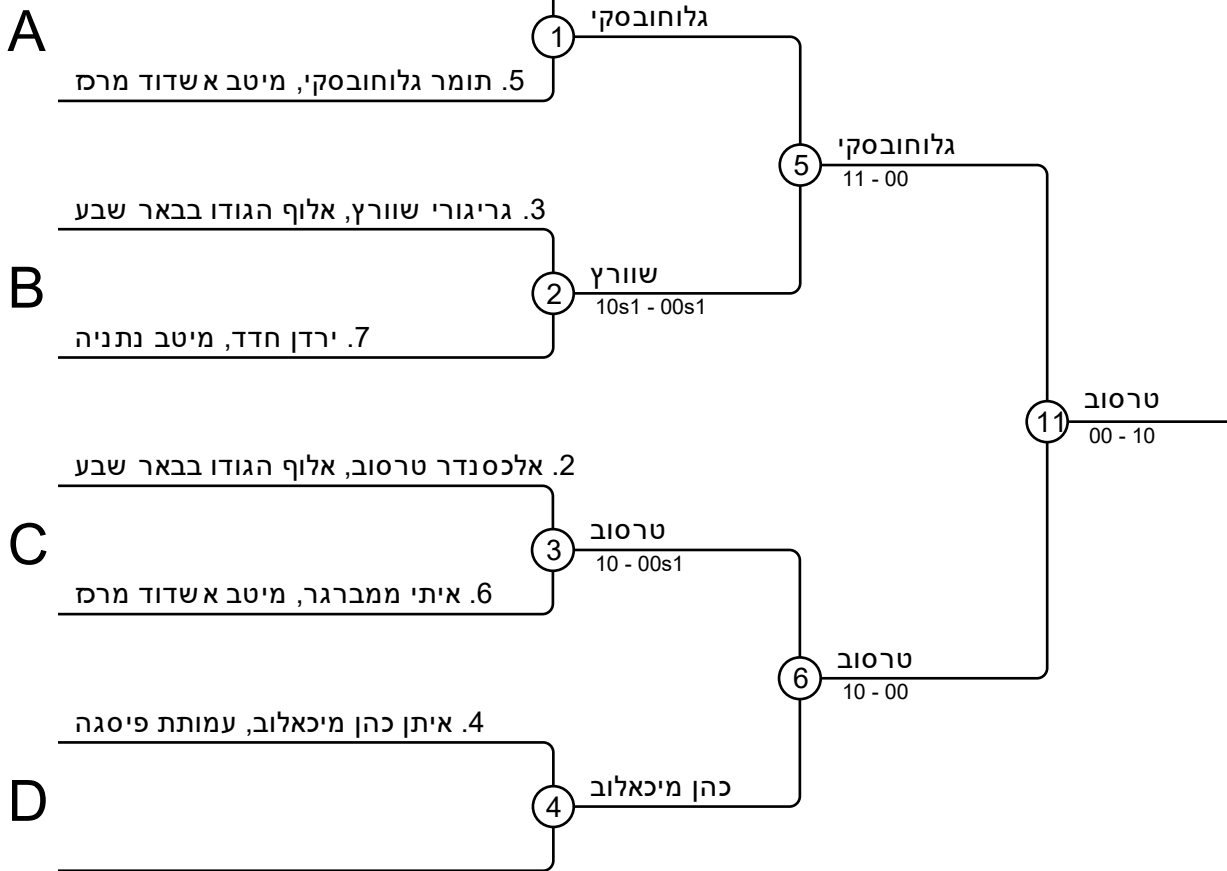 A
1
גלוחובסקי
5. תומר גלוחובסקי, מיטב אשדוד מרכז
5
גלוחובסקי
11 - 00
3. גריגורי שוורץ, אלוף הגודו בבאר שבע
B
2
שוורץ
10s1 - 00s1
7. ירדן חדד, מיטב נתניה
11
טרסוב
00 - 10
2. אלכסנדר טרסוב, אלוף הגודו בבאר שבע
C
3
טרסוב
10 - 00s1
6. איתי ממברגר, מיטב אשדוד מרכז
6
טרסוב
10 - 00
4. איתן כהן מיכאלוב, עמותת פיסגה
D
4
כהן מיכאלוב